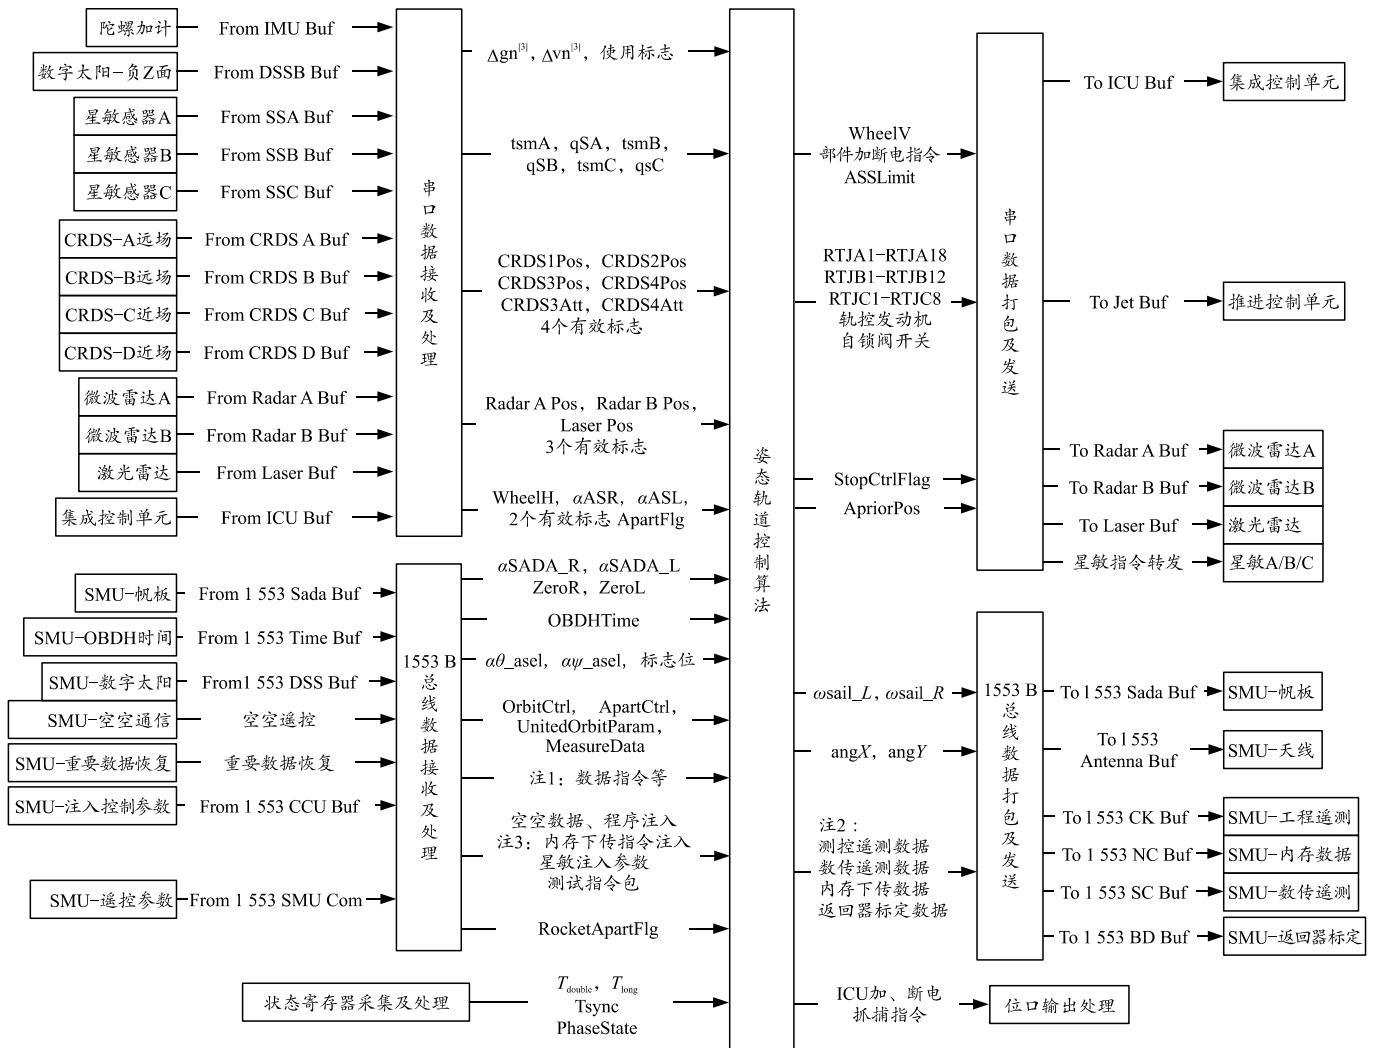 陀螺加计
From IMU Buf
数字太阳-负Z面
From DSSB Buf
星敏感器A
From SSA Buf
星敏感器B
From SSB Buf
星敏感器C
From SSC Buf
CRDS-A远场
From CRDS A Buf
CRDS-B远场
From CRDS B Buf
CRDS-C近场
From CRDS C Buf
CRDS-D近场
From CRDS D Buf
微波雷达A
From Radar A Buf
微波雷达B
From Radar B Buf
激光雷达
From Laser Buf
集成控制单元
From ICU Buf
串口数据接收及处理
Δgn[3], Δvn[3], 使用标志
tsmA, qSA, tsmB,
qSB, tsmC, qsC
CRDS1Pos, CRDS2Pos
CRDS3Pos, CRDS4Pos
CRDS3Att, CRDS4Att
4个有效标志
Radar A Pos, Radar B Pos,
Laser Pos
3个有效标志
WheelH, αASR, αASL,
2个有效标志 ApartFlg
SMU-帆板
From 1 553 Sada Buf
SMU-OBDH时间
From 1 553 Time Buf
SMU-数字太阳
From1 553 DSS Buf
SMU-空空通信
空空遥控
SMU-重要数据恢复
重要数据恢复
SMU-注入控制参数
From 1 553 CCU Buf
SMU-遥控参数
From 1 553 SMU Com
1553 B总线数据接收及处理
αSADA_R, αSADA_L
ZeroR, ZeroL
OBDHTime
αθ_asel, αψ_asel, 标志位
OrbitCtrl, ApartCtrl,
UnitedOrbitParam,
MeasureData
注1: 数据指令等
空空数据、程序注入
注3: 内存下传指令注入
星敏注入参数
测试指令包
RocketApartFlg
状态寄存器采集及处理
Tdouble, Tlong
Tsync
PhaseState
姿态轨道控制算法
WheelV
部件加断电指令
ASSLimit
RTJA1-RTJA18
RTJB1-RTJB12
RTJC1-RTJC8
轨控发动机
自锁阀开关
StopCtrlFlag
ApriorPos
串口数据打包及发送
To ICU Buf
集成控制单元
To Jet Buf
推进控制单元
To Radar A Buf
微波雷达A
To Radar B Buf
微波雷达B
To Laser Buf
激光雷达
星敏指令转发
星敏A/B/C
ωsail_L, ωsail_R
angX, angY
注2:
测控遥测数据
数传遥测数据
内存下传数据
返回器标定数据
1553 B总线数据打包及发送
To 1 553 Sada Buf
SMU-帆板
To 1 553
Antenna Buf
SMU-天线
To 1 553 CK Buf
SMU-工程遥测
To 1 553 NC Buf
SMU-内存数据
To 1 553 SC Buf
SMU-数传遥测
To 1 553 BD Buf
SMU-返回器标定
ICU加、断电
抓捕指令
位口输出处理